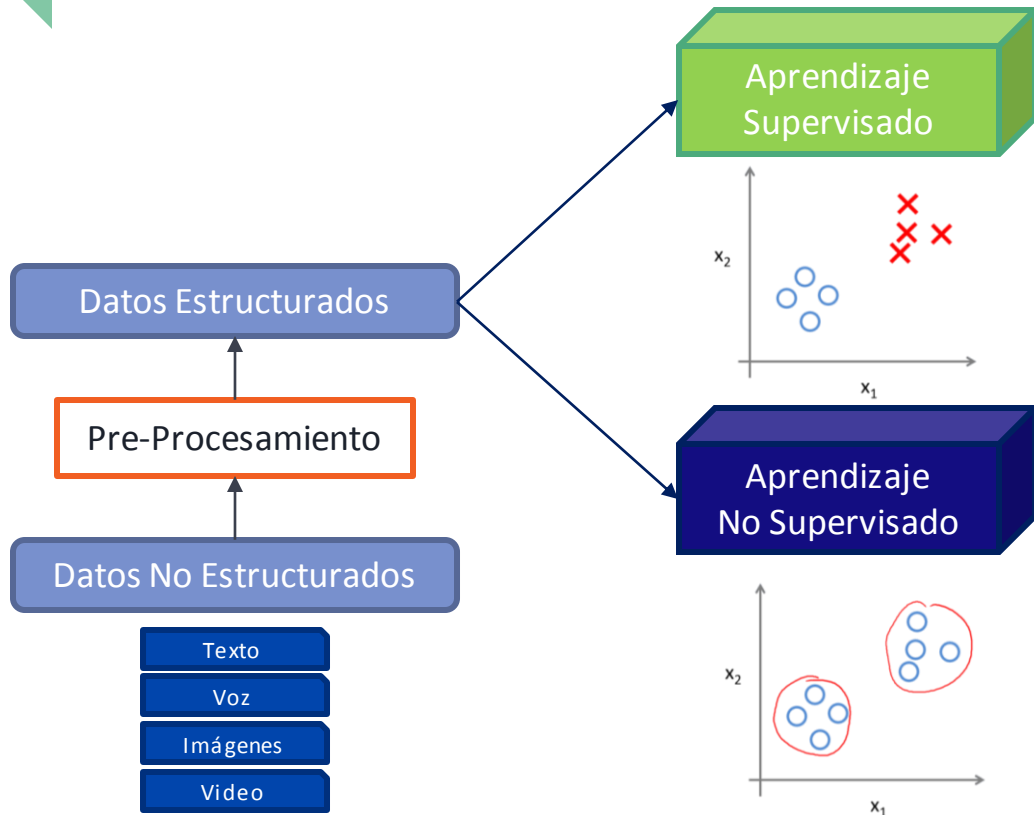 Aprendizaje
Supervisado
x2
x1
Datos Estructurados
Pre-Procesamiento
Datos No Estructurados
Texto
Voz
Imágenes
Video
Aprendizaje
No Supervisado
x2
x1